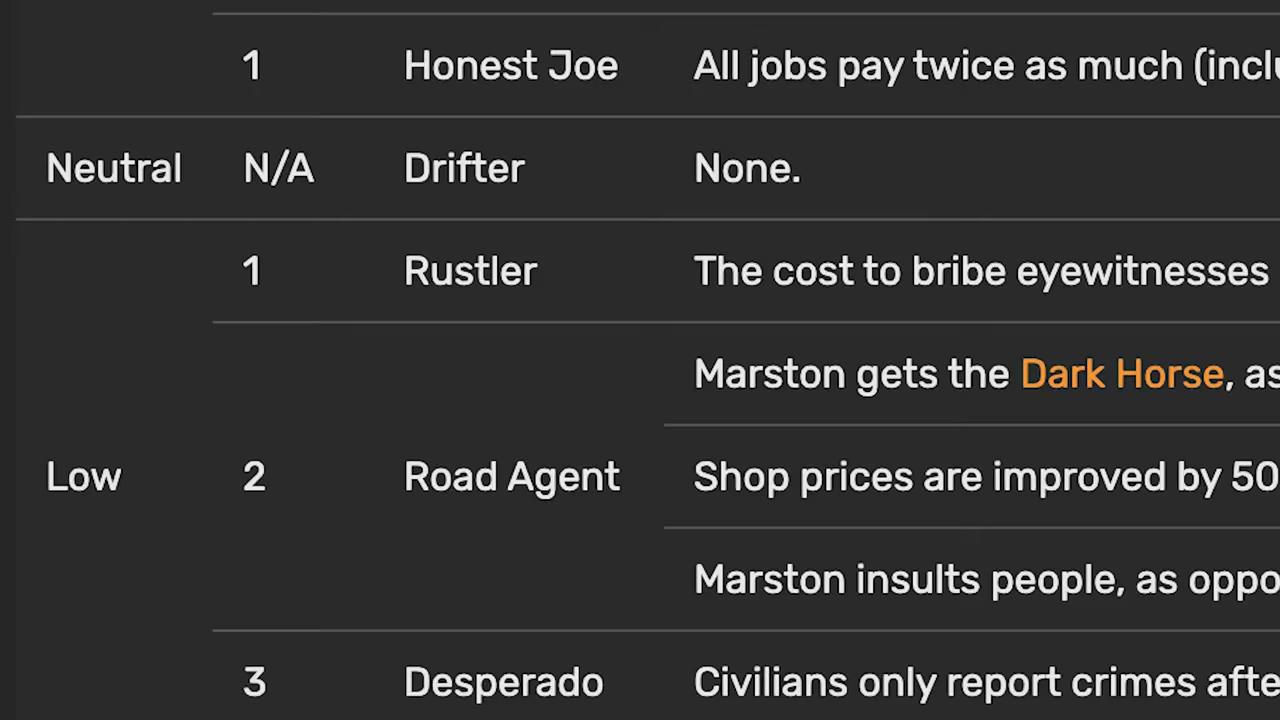 1 Honest Joe All jobs pay twice as much (incl
Neutral N/A Drifter None.
1 Rustler The cost to bribe eyewitnesses
Marston gets the Dark Horse, as
Low 2 Road Agent Shop prices are improved by 50
Marston insults people, as oppo
3 Desperado Civilians only report crimes afte